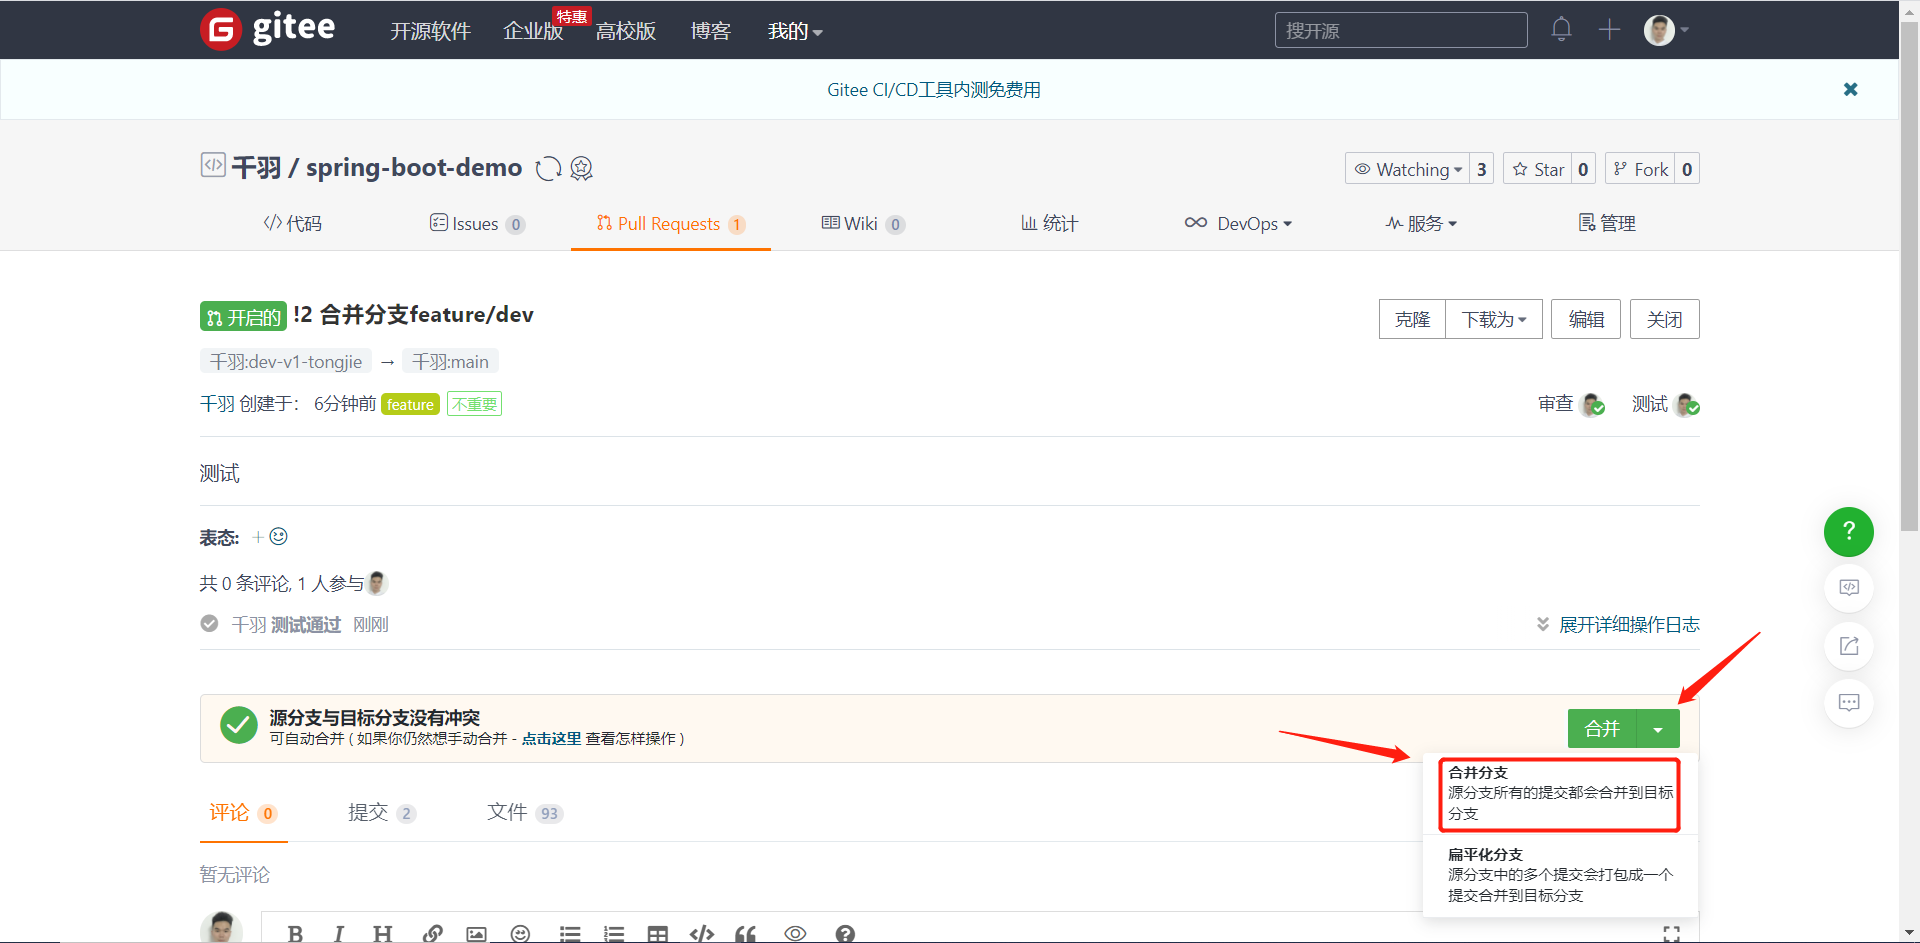 gitee
开源软件
企业版
特惠
高校版
博客
我的
搜开源
Gitee CI/CD工具内测免费用
千羽 / spring-boot-demo
Watching 3
Star 0
Fork 0
代码
Issues 0
Pull Requests 1
Wiki 0
统计
DevOps
服务
管理
开启的 !2 合并分支feature/dev
克隆
下载为
编辑
关闭
千羽:dev-v1-tongjie → 千羽:main
千羽 创建于： 6分钟前 feature 不重要
审查
测试
测试
表态: +
共 0 条评论, 1 人参与
千羽 测试通过 刚刚
展开详细操作日志
源分支与目标分支没有冲突
可自动合并 ( 如果你仍然想手动合并 - 点击这里 查看怎样操作 )
合并
合并分支
源分支所有的提交都会合并到目标
分支
扁平化分支
源分支中的多个提交会打包成一个
提交合并到目标分支
评论 0
提交 2
文件 93
暂无评论
B I H
?